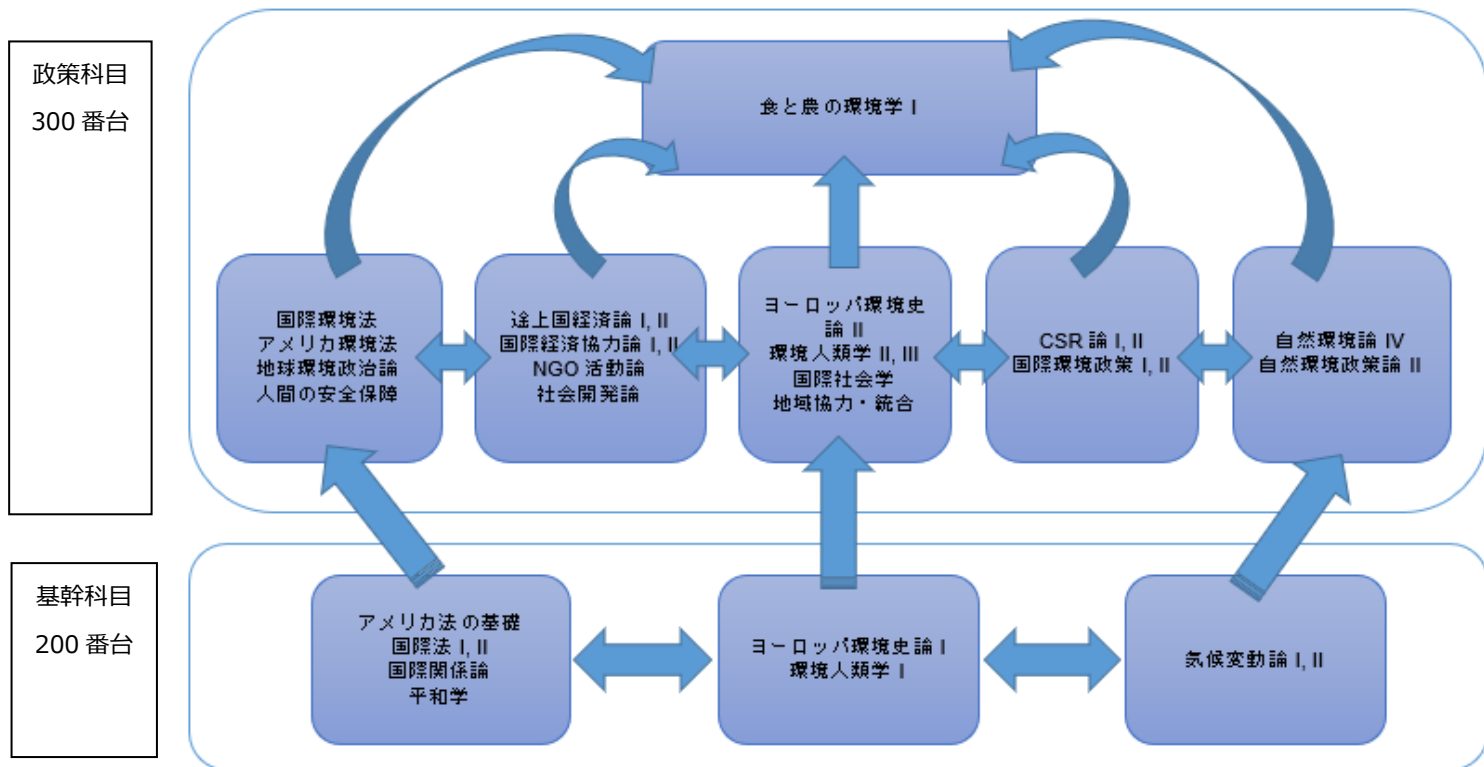 政策科目
300 番台
食と農の環境学 I
国際環境法
アメリカ環境法
地球環境政治論
人間の安全保障
途上国経済論 I, II
国際経済協力論 I, II
NGO 活動論
社会開発論
ヨーロッパ環境史
論 II
環境人類学 II, III
国際社会学
地域協力・統合
CSR 論 I, II
国際環境政策 I, II
自然環境論 IV
自然環境政策論 II
基幹科目
200 番台
アメリカ法の基礎
国際法 I, II
国際関係論
平和学
ヨーロッパ環境史論 I
環境人類学 I
気候変動論 I, II